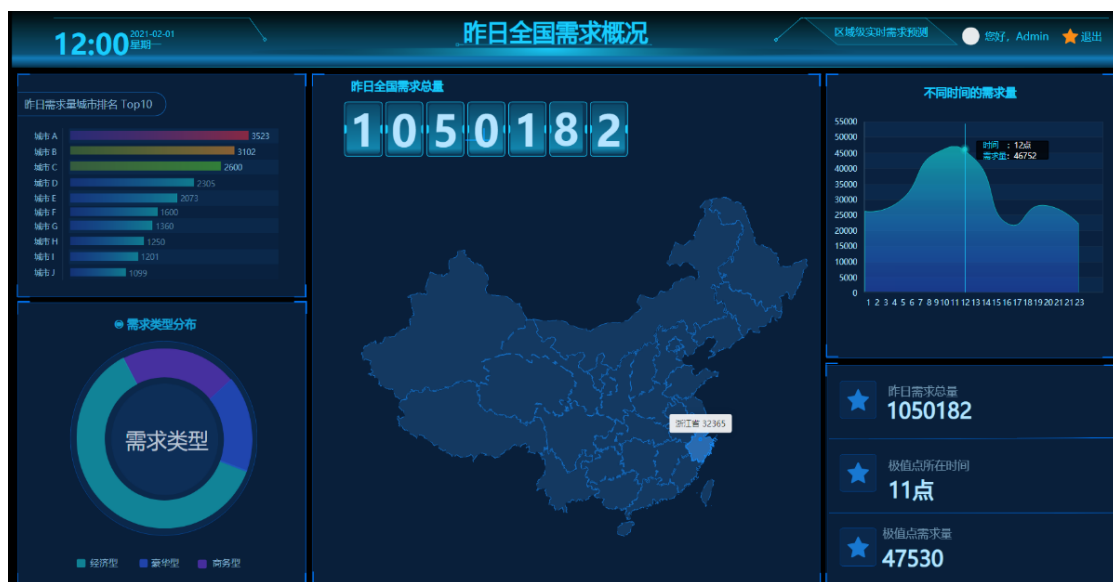 12:00
2021-02-01
星期一
昨日全国需求概况
区域级实时需求预测
您好，Admin
退出
昨日需求量城市排名 Top10
城市 A 3523
城市 B 3102
城市 C 2600
城市 D 2305
城市 E 2073
城市 F 1600
城市 G 1360
城市 H 1250
城市 I 1201
城市 J 1099
需求类型分布
需求类型
经济型 豪华型 商务型
昨日全国需求总量
1050182
浙江省 32365
不同时间的需求量
55000
50000
45000
40000
35000
30000
25000
20000
15000
10000
5000
0
时间 : 12点
需求量: 46752
1 2 3 4 5 6 7 8 9 10 11 12 13 14 15 16 17 18 19 20 21 21 23
昨日需求总量
1050182
极值点所在时间
11点
极值点需求量
47530